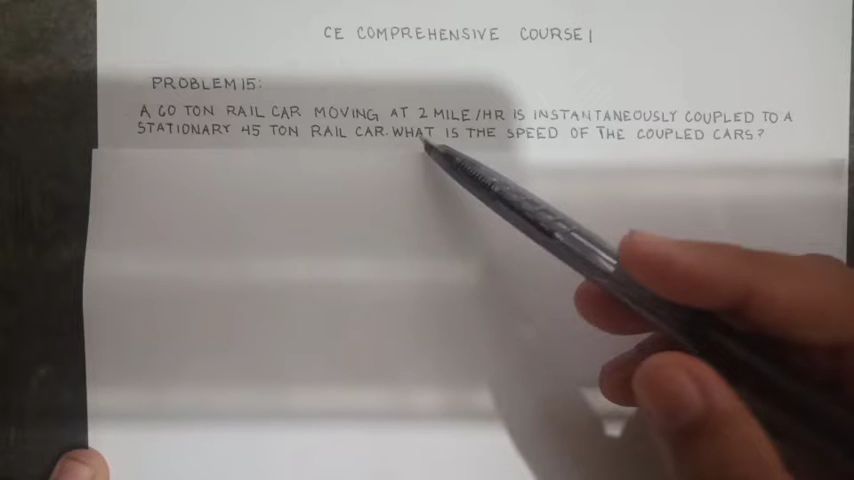 CE COMPREHENSIVE COURSE 1
PROBLEM 15:
A 60 TON RAIL CAR MOVING AT 2 MILE/HR IS INSTANTANEOUSLY COUPLED TO A
STATIONARY 45 TON RAIL CAR. WHAT IS THE SPEED OF THE COUPLED CARS?